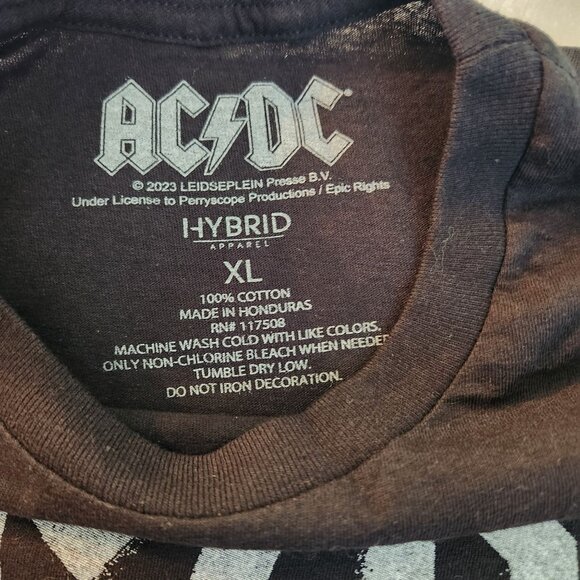 AC⚡DC®
© 2023 LEIDSEPLEIN Presse B.V.
Under License to Perryscope Productions / Epic Rights
HYBRID
APPAREL
XL
100% COTTON
MADE IN HONDURAS
RN# 117508
MACHINE WASH COLD WITH LIKE COLORS.
ONLY NON-CHLORINE BLEACH WHEN NEEDED
TUMBLE DRY LOW.
DO NOT IRON DECORATION.